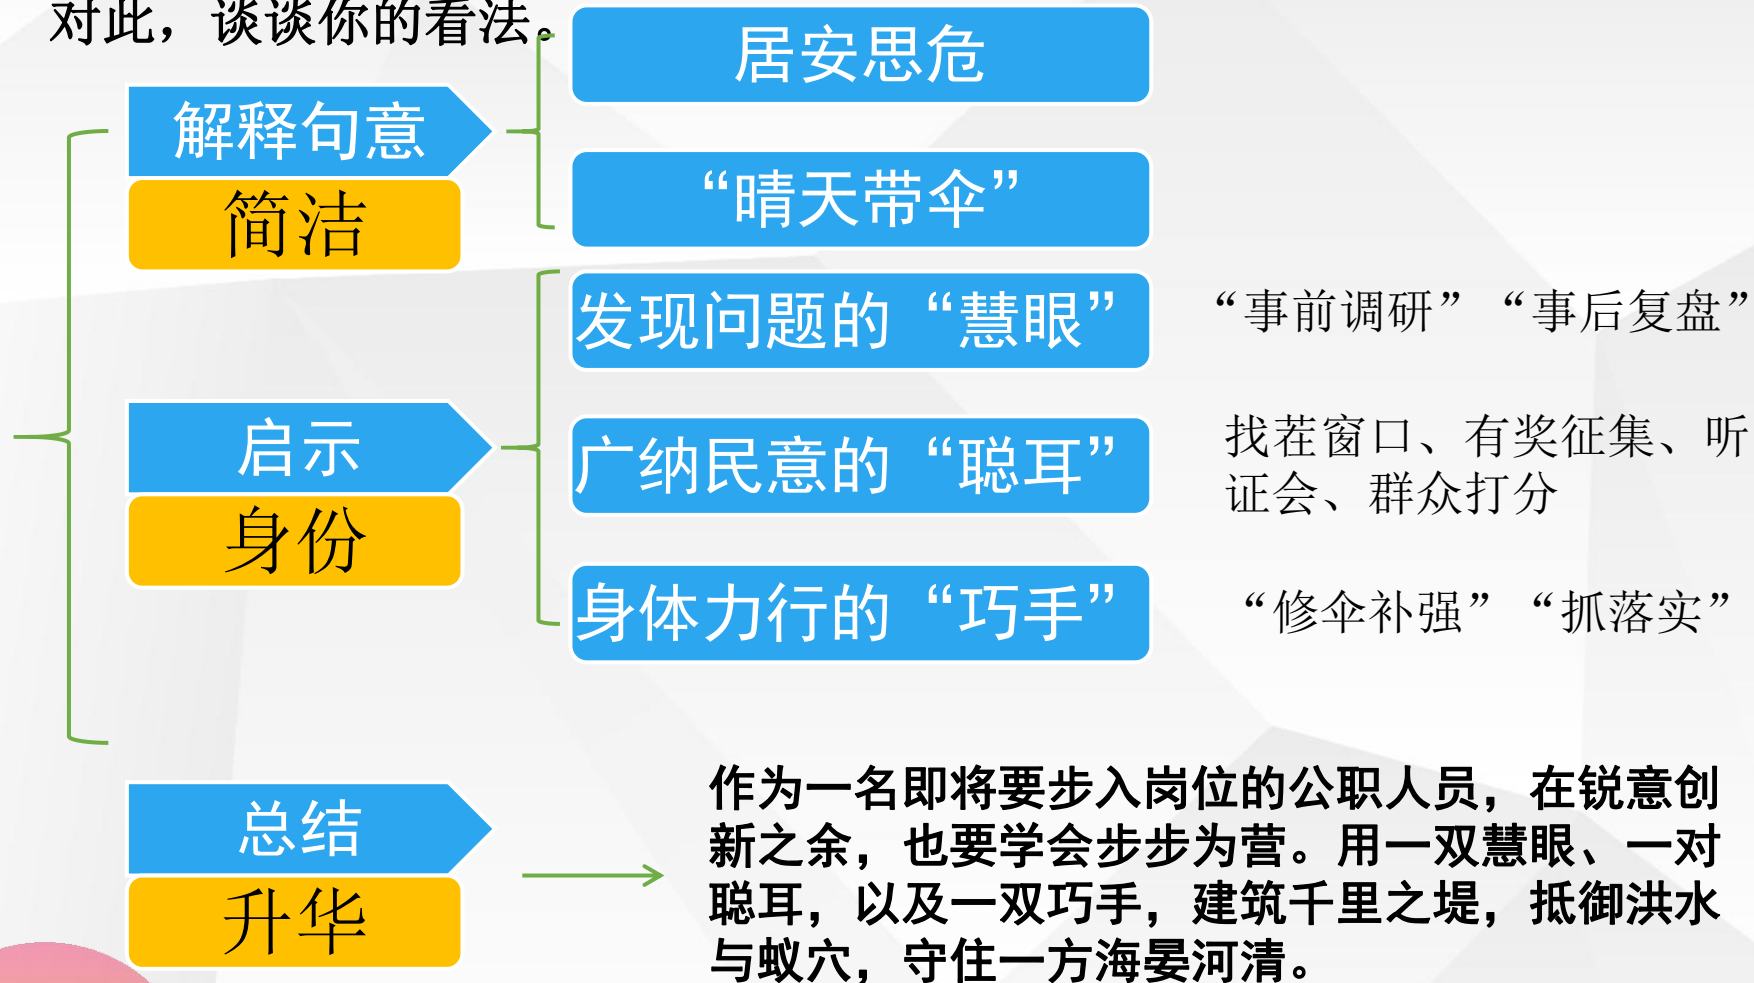 对此，谈谈你的看法。
解释句意
简洁
居安思危
“晴天带伞”
启示
身份
发现问题的“慧眼”
“事前调研”“事后复盘”
广纳民意的“聪耳”
找茬窗口、有奖征集、听
证会、群众打分
身体力行的“巧手”
“修伞补强”“抓落实”
总结
升华
作为一名即将要步入岗位的公职人员，在锐意创
新之余，也要学会步步为营。用一双慧眼、一对
聪耳，以及一双巧手，建筑千里之堤，抵御洪水
与蚁穴，守住一方海晏河清。